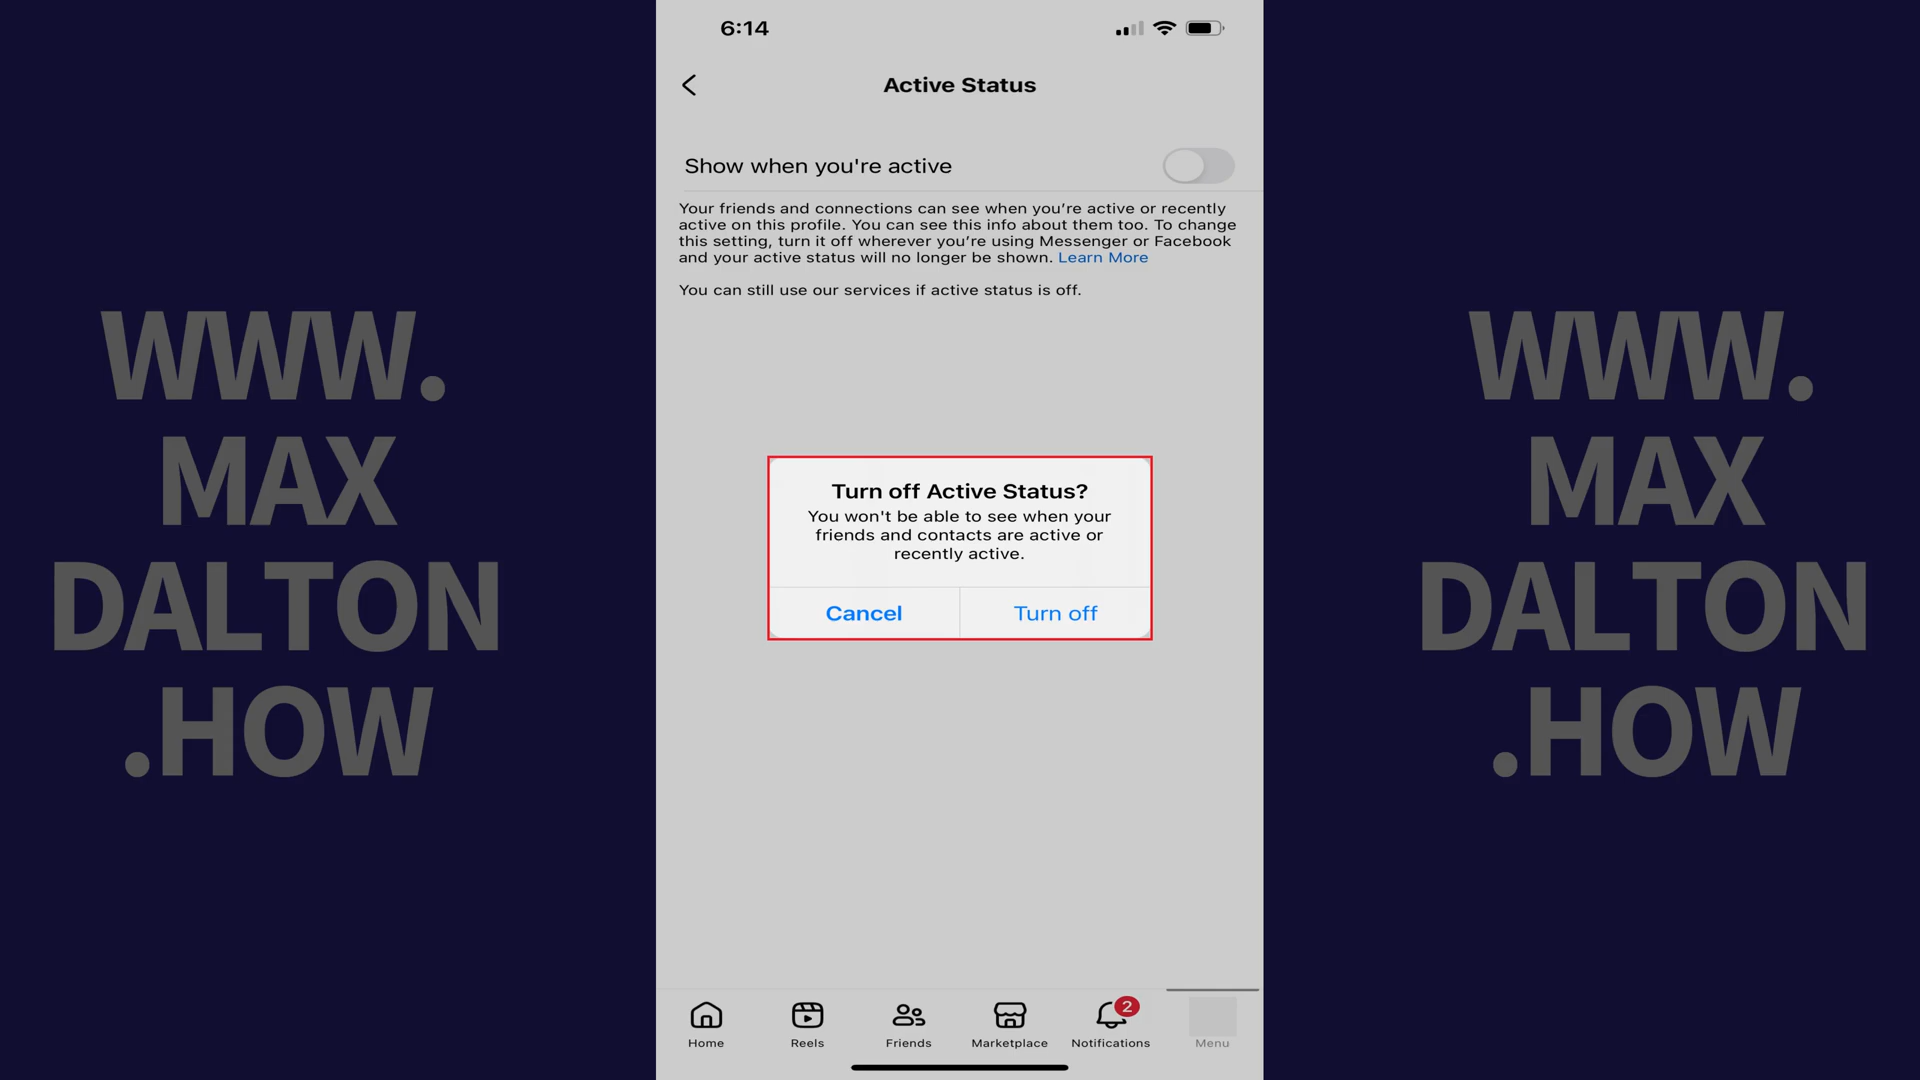 6:14
Active Status
Show when you're active
Your friends and connections can see when you’re active or recently
active on this profile. You can see this info about them too. To change
this setting, turn it off wherever you’re using Messenger or Facebook
and your active status will no longer be shown. Learn More
You can still use our services if active status is off.
Turn off Active Status?
You won't be able to see when your
friends and contacts are active or
recently active.
Cancel
Turn off
2
Home
Reels
Friends
Marketplace
Notifications
Menu
WWW.
MAX
DALTON
.HOW
WWW.
MAX
DALTON
.HOW